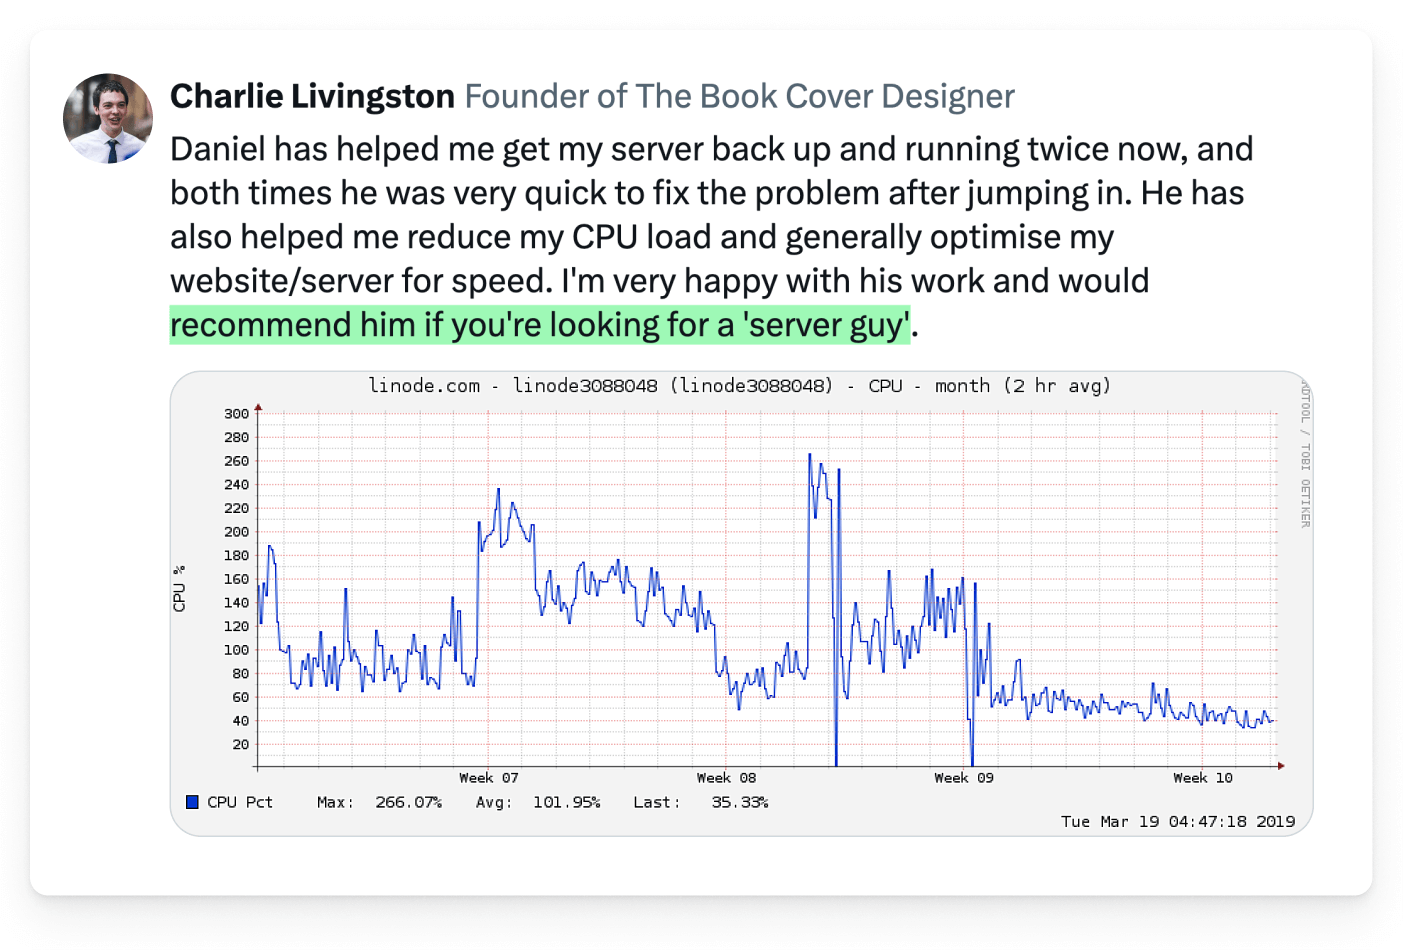 Charlie Livingston Founder of The Book Cover Designer
Daniel has helped me get my server back up and running twice now, and
both times he was very quick to fix the problem after jumping in. He has
also helped me reduce my CPU load and generally optimise my
website/server for speed. I'm very happy with his work and would
recommend him if you're looking for a 'server guy'.
linode.com - linode3088048 (linode3088048) - CPU - month (2 hr avg)
TOOL / TOBI OETIKER
CPU %
300
280
260
240
220
200
180
160
140
120
100
80
60
40
20
Week 07 Week 08 Week 09 Week 10
CPU Pct Max: 266.07% Avg: 101.95% Last: 35.33%
Tue Mar 19 04:47:18 2019